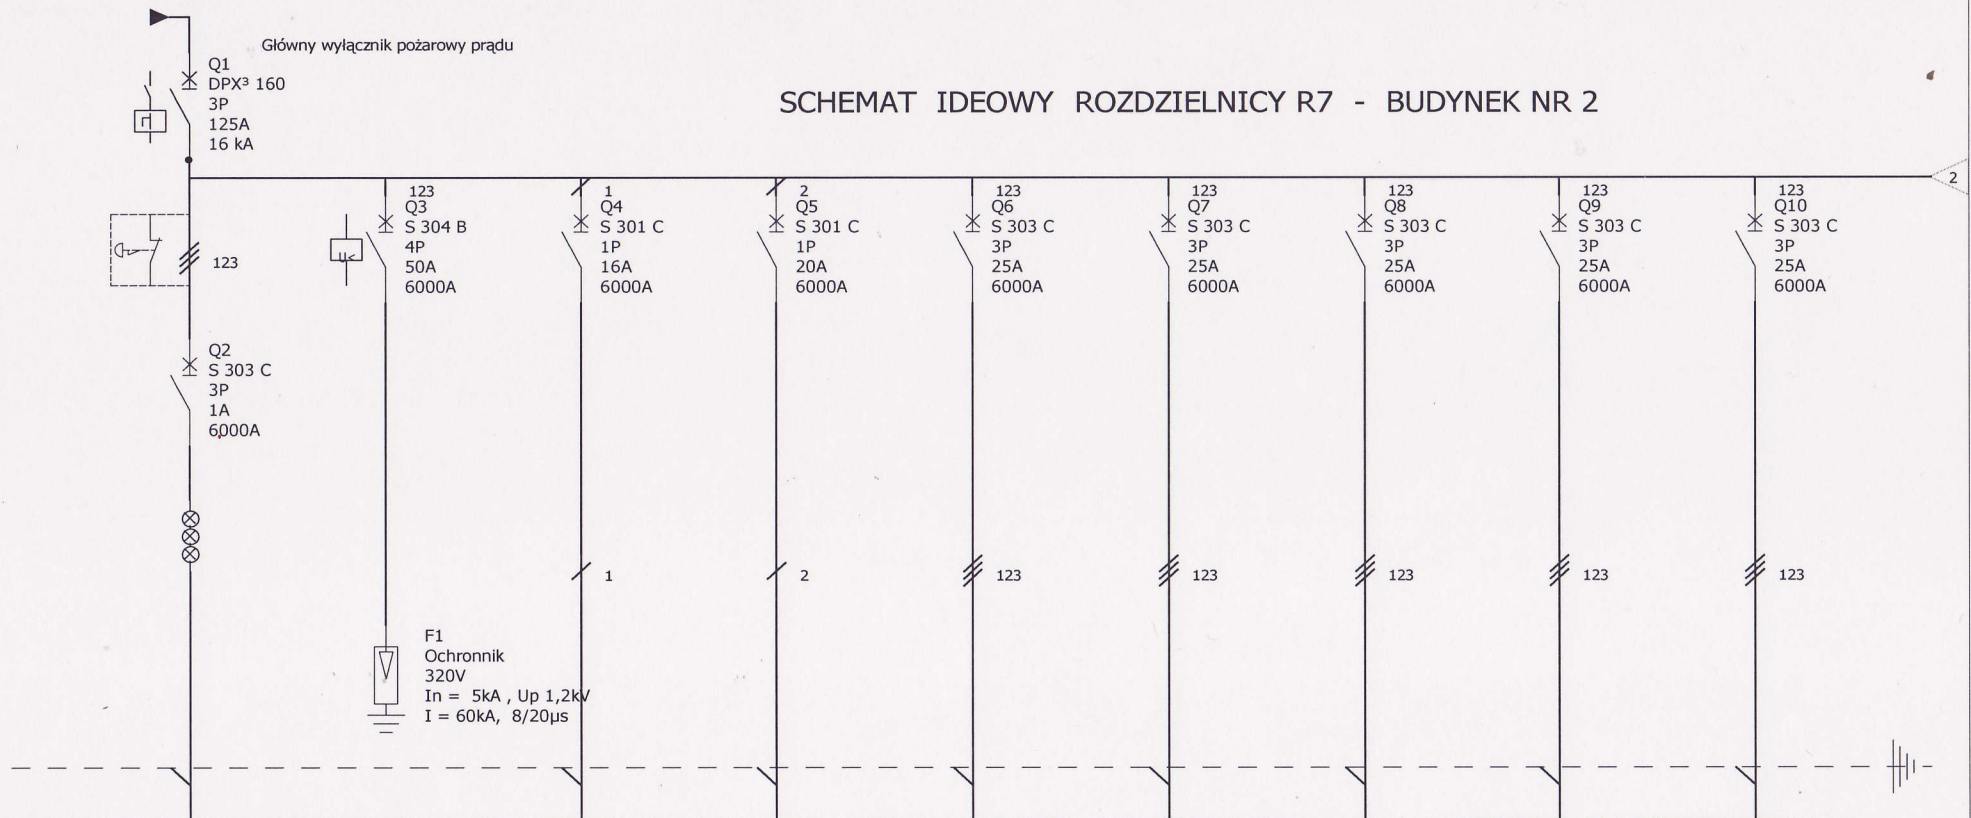 Główny wyłącznik pożarowy prądu
Q1
DPX³ 160
3P
125A
16 kA
SCHEMAT IDEOWY ROZDZIELNICY R7 - BUDYNEK NR 2
2
123
Q3
S 304 B
4P
50A
6000A
U<
1
Q4
S 301 C
1P
16A
6000A
2
Q5
S 301 C
1P
20A
6000A
123
Q6
S 303 C
3P
25A
6000A
123
Q7
S 303 C
3P
25A
6000A
123
Q8
S 303 C
3P
25A
6000A
123
Q9
S 303 C
3P
25A
6000A
123
Q10
S 303 C
3P
25A
6000A
123
Q2
S 303 C
3P
1A
6000A
1
2
123
123
123
123
123
F1
Ochronnik
320V
In = 5kA , Up 1,2kV
I = 60kA, 8/20µs